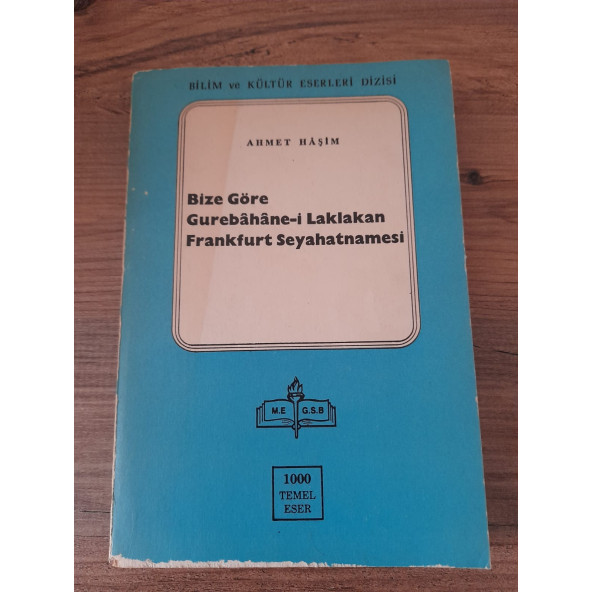 BİLİM ve KÜLTÜR ESERLERİ DİZİSİ
AHMET HÂŞİM
Bize Göre
Gurebâhâne-i Laklakan
Frankfurt Seyahatnamesi
M.E G.S.B
1000
TEMEL
ESER